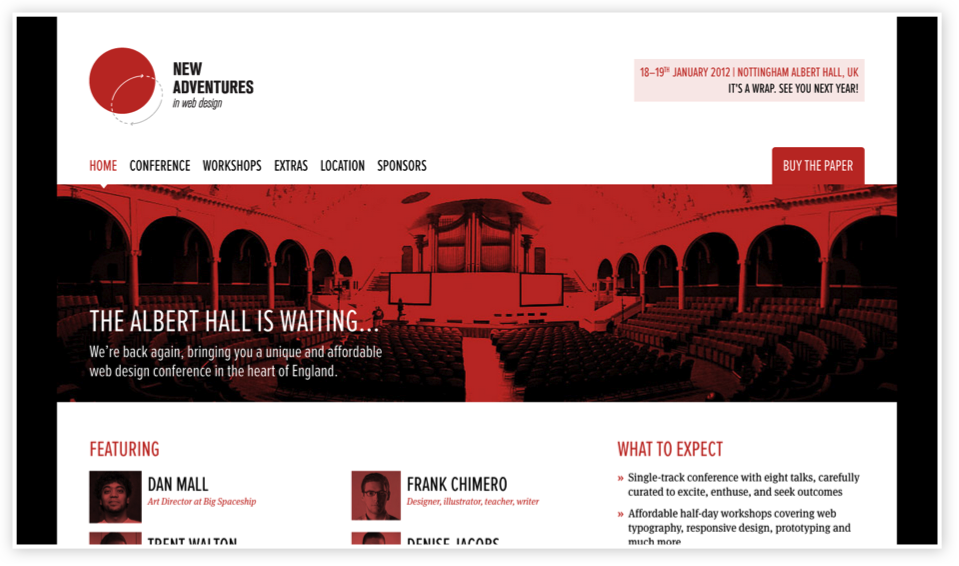 NEW
ADVENTURES
in web design
18–19TH JANUARY 2012 | NOTTINGHAM ALBERT HALL, UK
IT'S A WRAP. SEE YOU NEXT YEAR!
HOME CONFERENCE WORKSHOPS EXTRAS LOCATION SPONSORS
BUY THE PAPER
THE ALBERT HALL IS WAITING...
We're back again, bringing you a unique and affordable
web design conference in the heart of England.
FEATURING
DAN MALL
Art Director at Big Spaceship
FRANK CHIMERO
Designer, illustrator, teacher, writer
TRENT WALTON
DENISE JACOBS
WHAT TO EXPECT
» Single-track conference with eight talks, carefully
curated to excite, enthuse, and seek outcomes
» Affordable half-day workshops covering web
typography, responsive design, prototyping and
much more